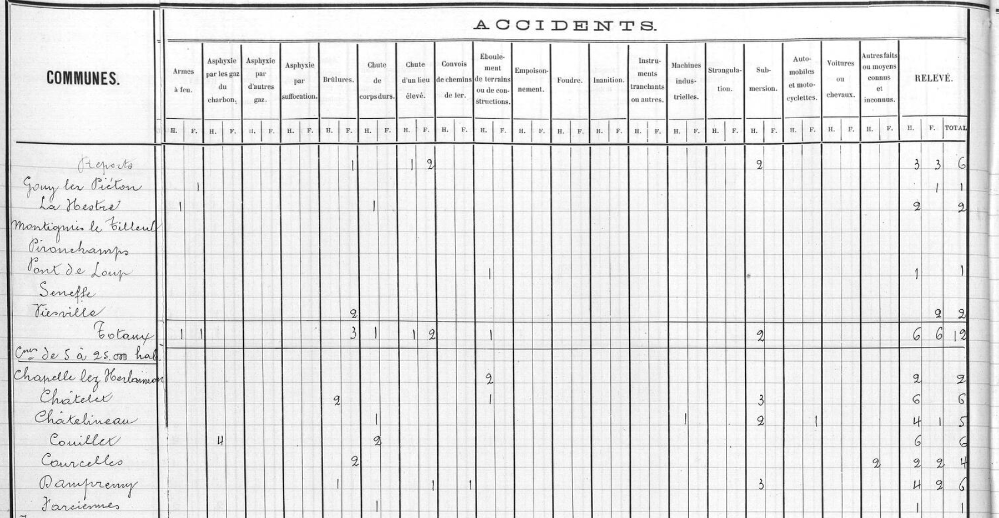 ACCIDENTS.
COMMUNES. | Armes à feu. | Asphyxie par les gaz du charbon. | Asphyxie par d'autres gaz. | Asphyxie par suffocation. | Brûlures. | Chute de corps durs. | Chute d'un lieu élevé. | Convois de chemins de fer. | Eboulement de terrains ou de constructions. | Empoisonnement. | Foudre. | Inanition. | Instruments tranchants ou autres. | Machines industrielles. | Strangulation. | Submersion. | Automobiles et motocyclettes. | Voitures ou chevaux. | Autres faits ou moyens connus et inconnus. | RELEVÉ.
H. F. H. F. H. F. H. F. H. F. H. F. H. F. H. F. H. F. H. F. H. F. H. F. H. F. H. F. H. F. H. F. H. F. H. F. H. F. H. F. TOTAL
Reports 1 1 2 2 3 3 6
Gouy lez Piéton 1 1 1
La Hestre 1 1 2 2
Montignies le Tilleul
Pironchamps
Pont de Loup 1 1 1
Seneffe
Viesville 2 2 2
Totaux 1 1 3 1 1 2 1 2 6 6 12
Cnes de 5 à 25.000 hab.
Chapelle lez Herlaimon 2 2 2
Châtelet 2 1 3 6 6
Châtelineau 1 1 2 1 4 1 5
Couillet 4 2 6 6
Courcelles 2 2 2 2 4
Dampremy 1 1 1 3 4 2 6
Farciennes 1 1 1